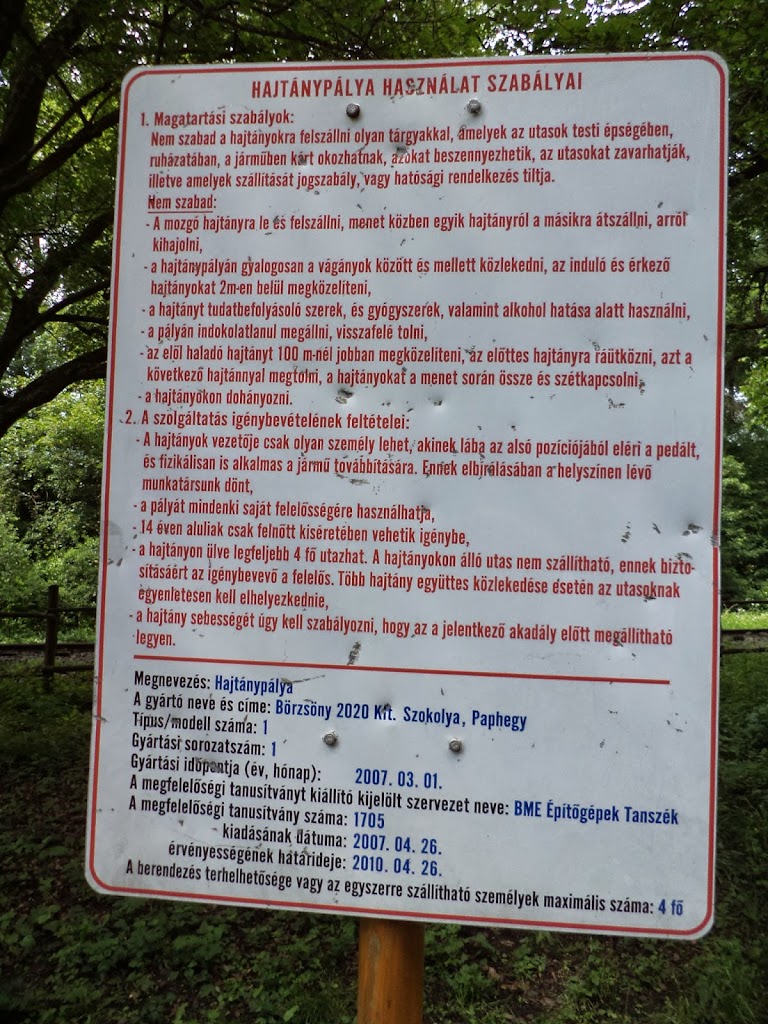 HAJTÁNYPÁLYA HASZNÁLAT SZABÁLYAI
1. Magatartási szabályok:
Nem szabad a hajtányokra felszállni olyan tárgyakkal, amelyek az utasok testi épségében,
ruházatában, a járműben kárt okozhatnak, azokat beszennyezhetik, az utasokat zavarhatják,
illetve amelyek szállítását jogszabály, vagy hatósági rendelkezés tiltja.
Nem szabad:
- A mozgó hajtányra le és felszállni, menet közben egyik hajtányról a másikra átszállni, arról
kihajolni,
- a hajtánypályán gyalogosan a vágányok között és mellett közlekedni, az induló és érkező
hajtányokat 2m-en belül megközelíteni,
- a hajtányt tudatbefolyásoló szerek, és gyógyszerek, valamint alkohol hatása alatt használni,
- a pályán indokolatlanul megállni, visszafelé tolni,
- az elől haladó hajtányt 100 m-nél jobban megközelíteni, az előttes hajtányra ráütközni, azt a
következő hajtánnyal megtolni, a hajtányokat a menet során össze és szétkapcsolni,
- a hajtányokon dohányozni.
2. A szolgáltatás igénybevételének feltételei:
- A hajtányok vezetője csak olyan személy lehet, akinek lába az alsó pozíciójából eléri a pedált,
és fizikálisan is alkalmas a jármű továbbítására. Ennek elbírálásában a helyszínen lévő
munkatársunk dönt,
- a pályát mindenki saját felelősségére használhatja,
- 14 éven aluliak csak felnőtt kíséretében vehetik igénybe,
- a hajtányon ülve legfeljebb 4 fő utazhat. A hajtányokon álló utas nem szállítható, ennek bizto-
sításáért az igénybevevő a felelős. Több hajtány együttes közlekedése esetén az utasoknak
egyenletesen kell elhelyezkednie,
- a hajtány sebességét úgy kell szabályozni, hogy az a jelentkező akadály előtt megállítható
legyen.
Megnevezés: Hajtánypálya
A gyártó neve és címe: Börzsöny 2020 Kft. Szokolya, Paphegy
Típus/modell száma: 1
Gyártási sorozatszám: 1
Gyártási időpontja (év, hónap): 2007. 03. 01.
A megfelelőségi tanusítványt kiállító kijelölt szervezet neve: BME Építőgépek Tanszék
A megfelelőségi tanusítvány száma: 1705
kiadásának dátuma: 2007. 04. 26.
érvényességének határideje: 2010. 04. 26.
A berendezés terhelhetősége vagy az egyszerre szállítható személyek maximális száma: 4 fő